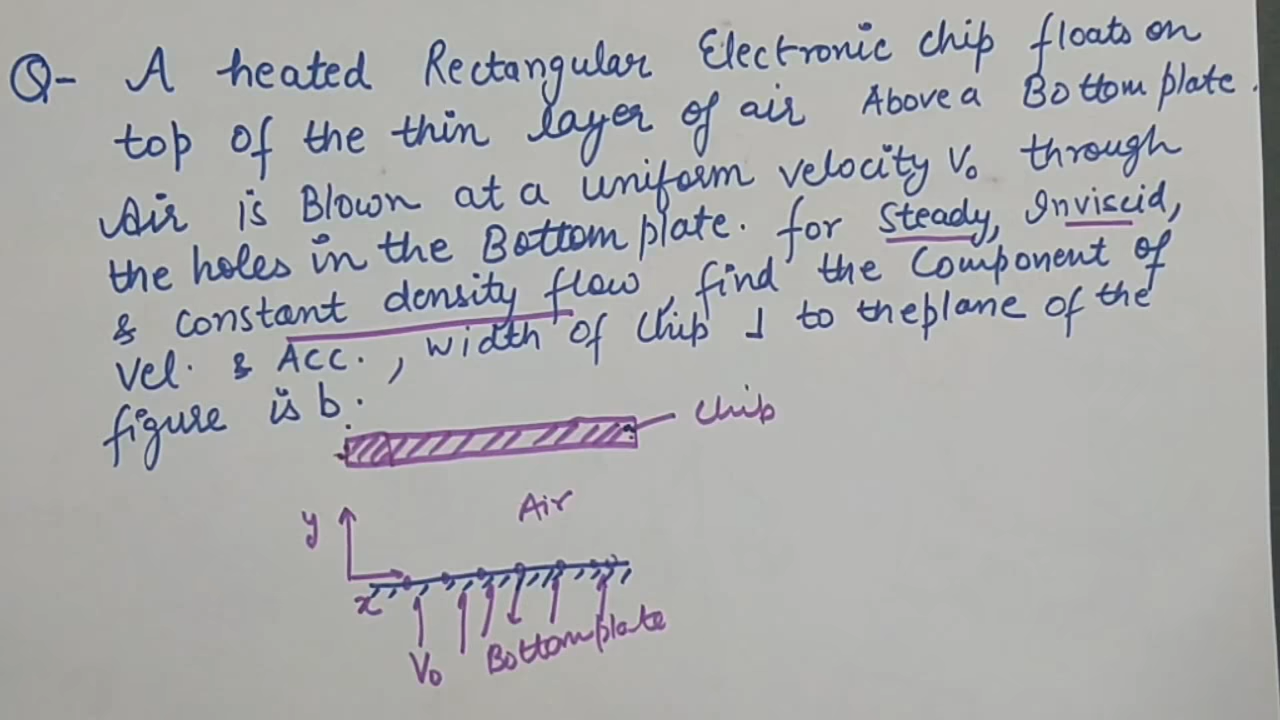 Q- A heated Rectangular Electronic chip floats on
top of the thin layer of air Above a Bottom plate.
Air is Blown at a uniform velocity V₀ through
the holes in the Bottom plate. for Steady, Inviscid,
& constant density flow, find the Component of
Vel. & Acc., width of chip ⊥ to the plane of the
figure is b.
chip
Air
y
x
V₀
Bottom plate